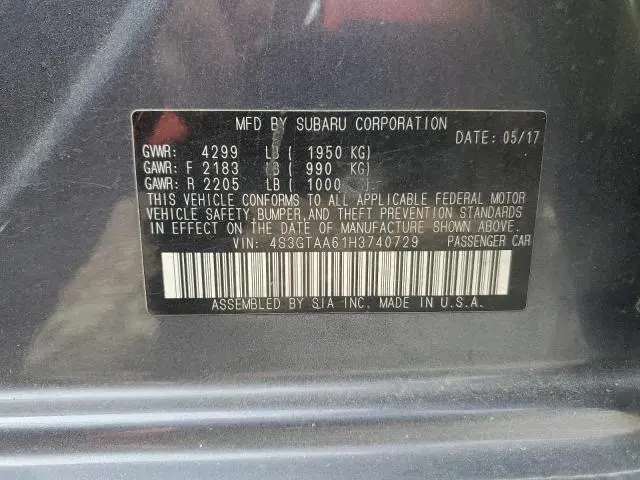 MFD BY SUBARU CORPORATION
DATE: 05/17
GVWR: 4299 LB ( 1950 KG)
GAWR: F 2183 LB ( 990 KG)
GAWR: R 2205 LB ( 1000
THIS VEHICLE CONFORMS TO ALL APPLICABLE FEDERAL MOTOR
VEHICLE SAFETY, BUMPER, AND THEFT PREVENTION STANDARDS
IN EFFECT ON THE DATE OF MANUFACTURE SHOWN ABOVE.
VIN: 4S3GTAA61H3740729 PASSENGER CAR
ASSEMBLED BY SIA INC. MADE IN U.S.A.